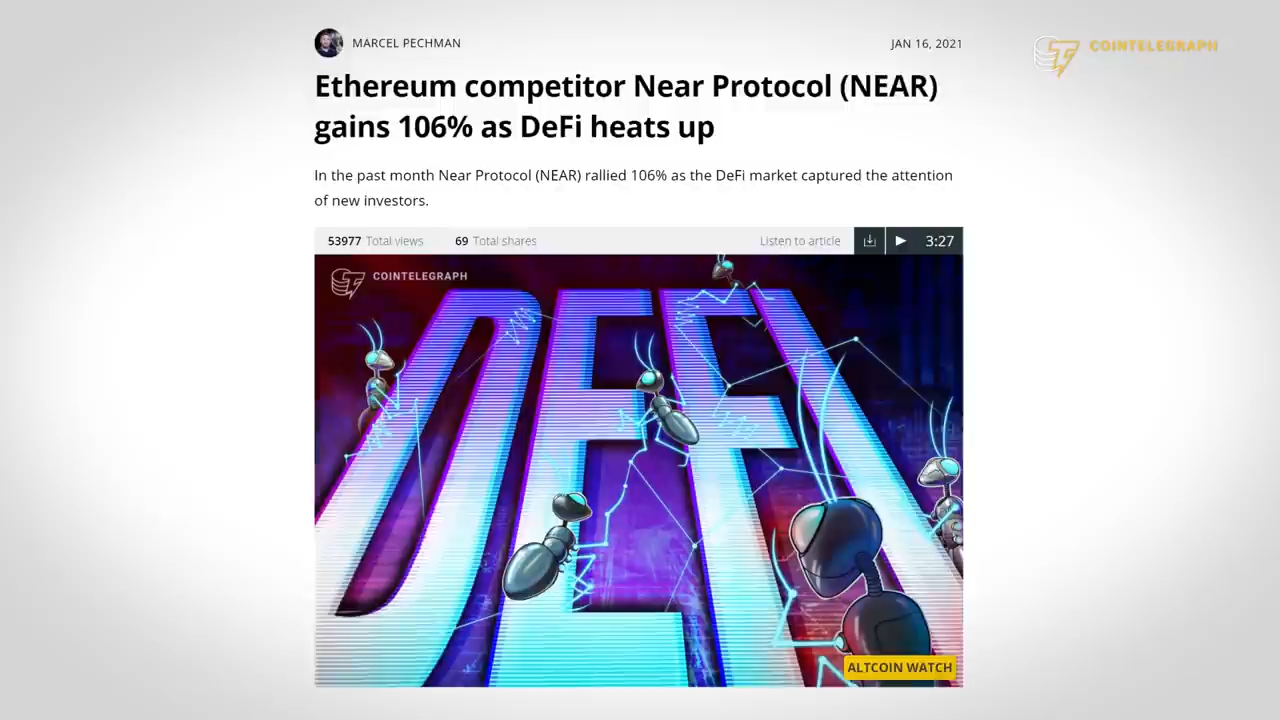 MARCEL PECHMAN
JAN 16, 2021
COINTELEGRAPH
Ethereum competitor Near Protocol (NEAR)
gains 106% as DeFi heats up
In the past month Near Protocol (NEAR) rallied 106% as the DeFi market captured the attention
of new investors.
53977 Total views 69 Total shares Listen to article 3:27
COINTELEGRAPH
DEFI
ALTCOIN WATCH